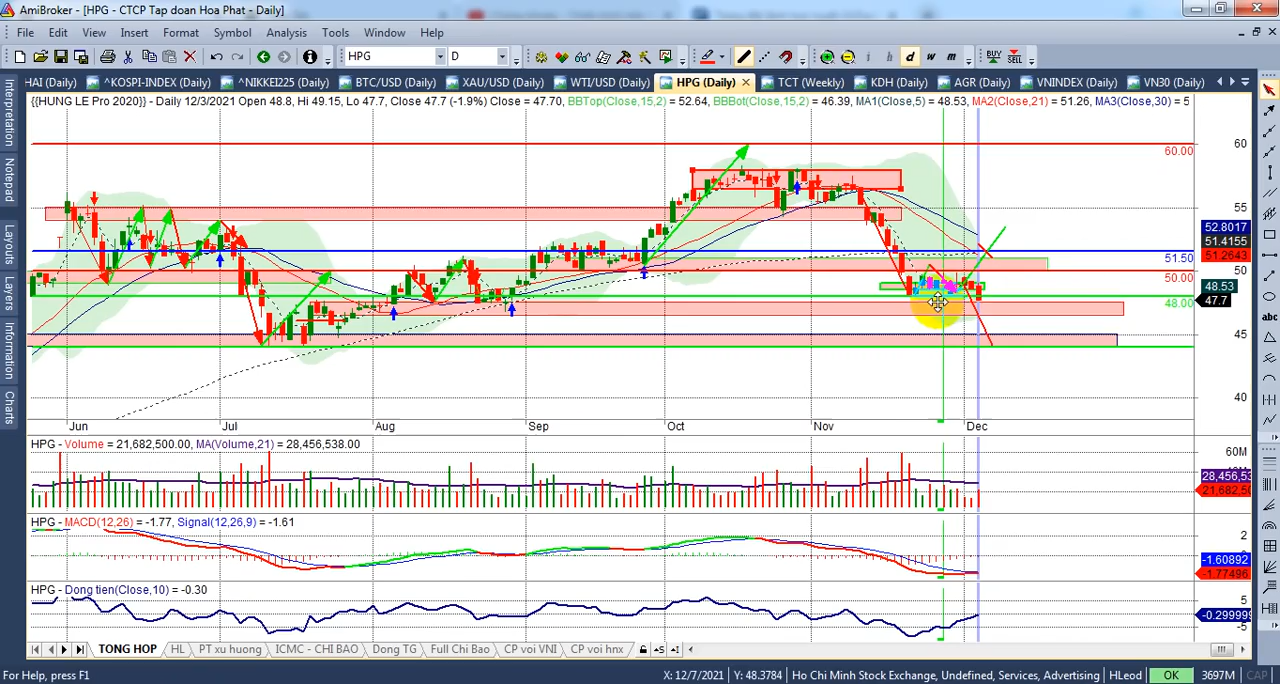 AmiBroker - [HPG - CTCP Tap doan Hoa Phat - Daily]
File Edit View Insert Format Symbol Analysis Tools Window Help
HPG D i h i d w m BUY SELL
HAI (Daily) ^KOSPI-INDEX (Daily) ^NIKKEI225 (Daily) BTC/USD (Daily) XAU/USD (Daily) WTI/USD (Daily) HPG (Daily) TCT (Weekly) KDH (Daily) AGR (Daily) VNINDEX (Daily) VN30 (Daily)
{{HUNG LE Pro 2020}} - Daily 12/3/2021 Open 48.8, Hi 49.15, Lo 47.7, Close 47.7 (-1.9%) Close = 47.70, BBTop(Close,15,2) = 52.64, BBBot(Close,15,2) = 46.39, MA1(Close,5) = 48.53, MA2(Close,21) = 51.26, MA3(Close,30) = 5
Interpretation
Notepad
Layouts
Layers
Information
Charts
abc
60
60.00
55
52.8017
51.4155
51.2643
51.50
50
50.00
48.53
47.7
48.00
45
40
Jun Jul Aug Sep Oct Nov Dec
HPG - Volume = 21,682,500.00, MA(Volume,21) = 28,456,538.00
60M
28,456,53
21,682,50
HPG - MACD(12,26) = -1.77, Signal(12,26,9) = -1.61
2
-1.60892
-1.77496
HPG - Dong tien(Close,10) = -0.30
5
-0.299999
-5
TONG HOP HL PT xu huong ICMC - CHI BAO Dong TG Full Chi Bao CP voi VNI CP voi hnx
For Help, press F1 X: 12/7/2021 Y: 48.3784 Ho Chi Minh Stock Exchange, Undefined, Services, Advertising HLeod OK 3697M CAP